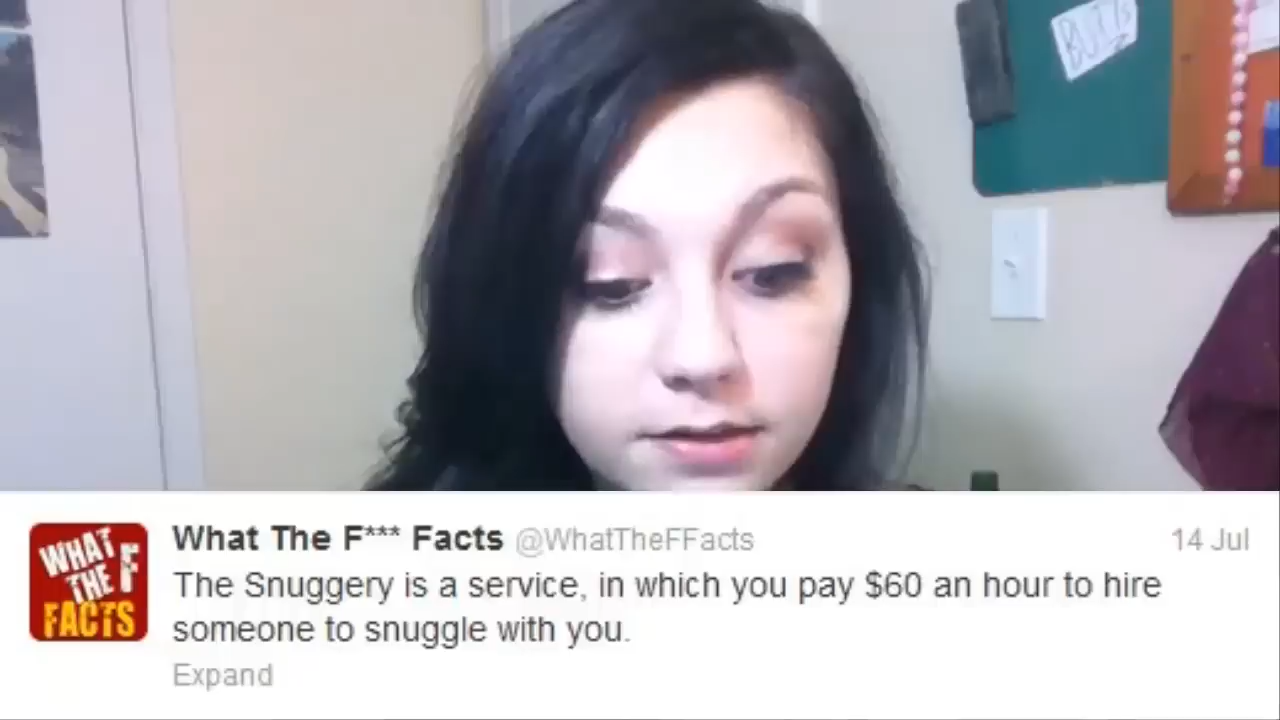 BUTTS
What The F*** Facts @WhatTheFFacts 14 Jul
WHAT
THE F
FACTS
The Snuggery is a service, in which you pay $60 an hour to hire
someone to snuggle with you.
Expand